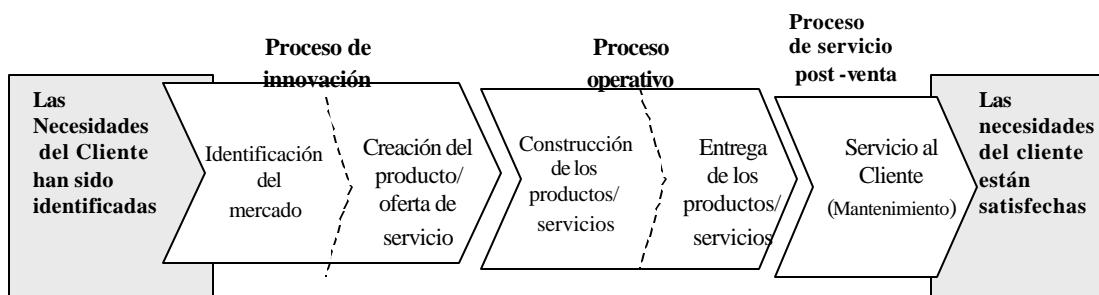 Proceso de
innovación
Proceso
operativo
Proceso
de servicio
post -venta
Las
Necesidades
del Cliente
han sido
identificadas
Identificación
del
mercado
Creación del
producto/
oferta de
servicio
Construcción
de los
productos/
servicios
Entrega
de los
productos/
servicios
Servicio al
Cliente
(Mantenimiento)
Las
necesidades
del cliente
están
satisfechas